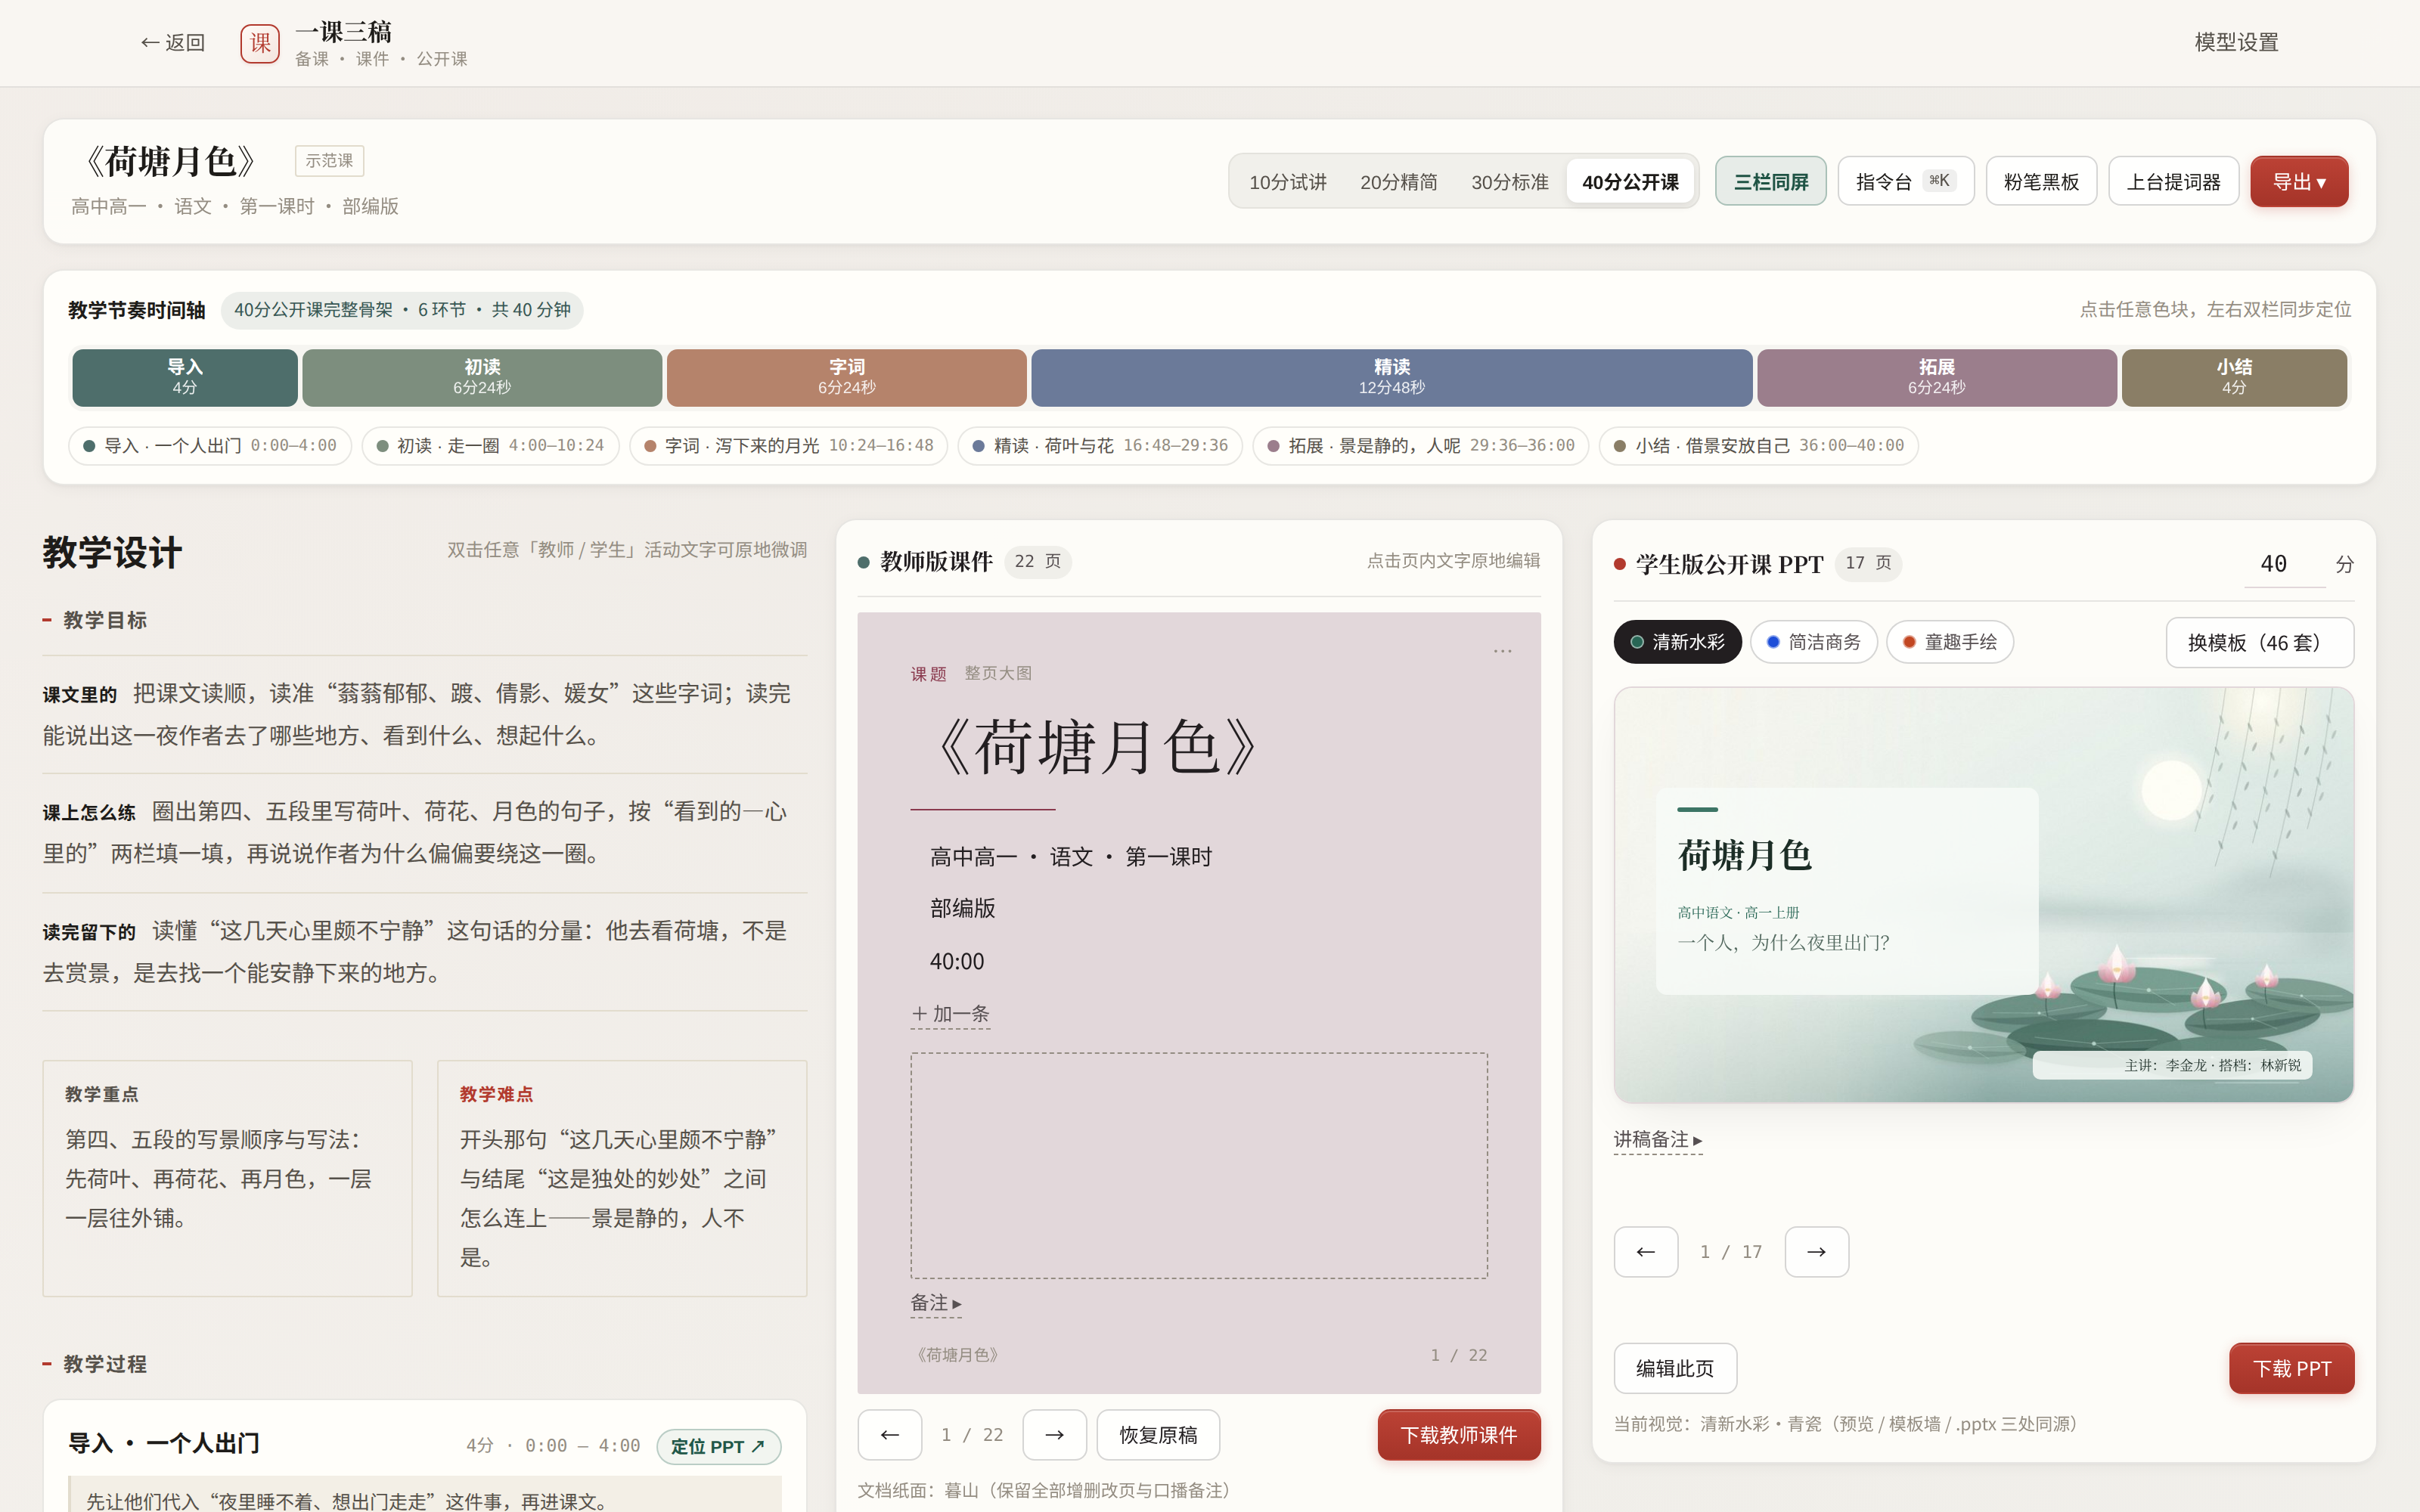 ← 返回
课
一课三稿
备课 · 课件 · 公开课
模型设置
《荷塘月色》 示范课
高中高一 · 语文 · 第一课时 · 部编版
10分试讲 20分精简 30分标准 40分公开课 三栏同屏 指令台 ⌘K 粉笔黑板 上台提词器 导出 ▾
教学节奏时间轴 40分公开课完整骨架 · 6 环节 · 共 40 分钟 点击任意色块，左右双栏同步定位
导入 初读 字词 精读 拓展 小结
4分 6分24秒 6分24秒 12分48秒 6分24秒 4分
导入 · 一个人出门 0:00—4:00 初读 · 走一圈 4:00—10:24 字词 · 泻下来的月光 10:24—16:48 精读 · 荷叶与花 16:48—29:36 拓展 · 景是静的，人呢 29:36—36:00 小结 · 借景安放自己 36:00—40:00
教学设计 双击任意「教师 / 学生」活动文字可原地微调
教学目标
课文里的 把课文读顺，读准“蓊蓊郁郁、踱、倩影、媛女”这些字词；读完
能说出这一夜作者去了哪些地方、看到什么、想起什么。
课上怎么练 圈出第四、五段里写荷叶、荷花、月色的句子，按“看到的—心
里的”两栏填一填，再说说作者为什么偏偏要绕这一圈。
读完留下的 读懂“这几天心里颇不宁静”这句话的分量：他去看荷塘，不是
去赏景，是去找一个能安静下来的地方。
教学重点
第四、五段的写景顺序与写法：
先荷叶、再荷花、再月色，一层
一层往外铺。
教学难点
开头那句“这几天心里颇不宁静”
与结尾“这是独处的妙处”之间
怎么连上——景是静的，人不
是。
教学过程
导入 · 一个人出门 4分 · 0:00 — 4:00 定位 PPT ↗
先让他们代入“夜里睡不着、想出门走走”这件事，再进课文。
教师版课件 22 页 点击页内文字原地编辑
…
课题 整页大图
《荷塘月色》
高中高一 · 语文 · 第一课时
部编版
40:00
＋ 加一条
备注 ▸
《荷塘月色》 1 / 22
← 1 / 22 → 恢复原稿 下载教师课件
文档纸面：暮山（保留全部增删改页与口播备注）
学生版公开课 PPT 17 页 40 分
清新水彩 简洁商务 童趣手绘 换模板（46 套）
荷塘月色
高中语文 · 高一上册
一个人，为什么夜里出门？
主讲：李金龙 · 搭档：林新锐
讲稿备注 ▸
← 1 / 17 →
编辑此页 下载 PPT
当前视觉：清新水彩 · 青瓷（预览 / 模板墙 / .pptx 三处同源）